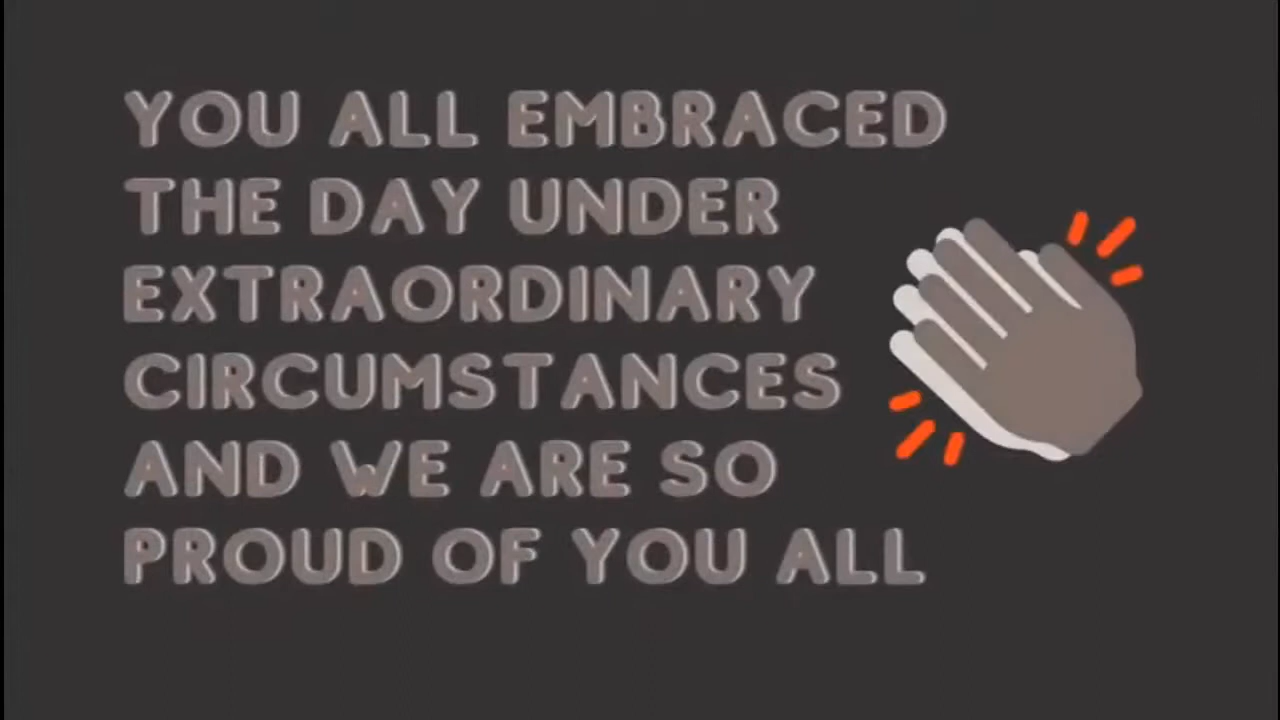 YOU ALL EMBRACED
THE DAY UNDER
EXTRAORDINARY
CIRCUMSTANCES
AND WE ARE SO
PROUD OF YOU ALL